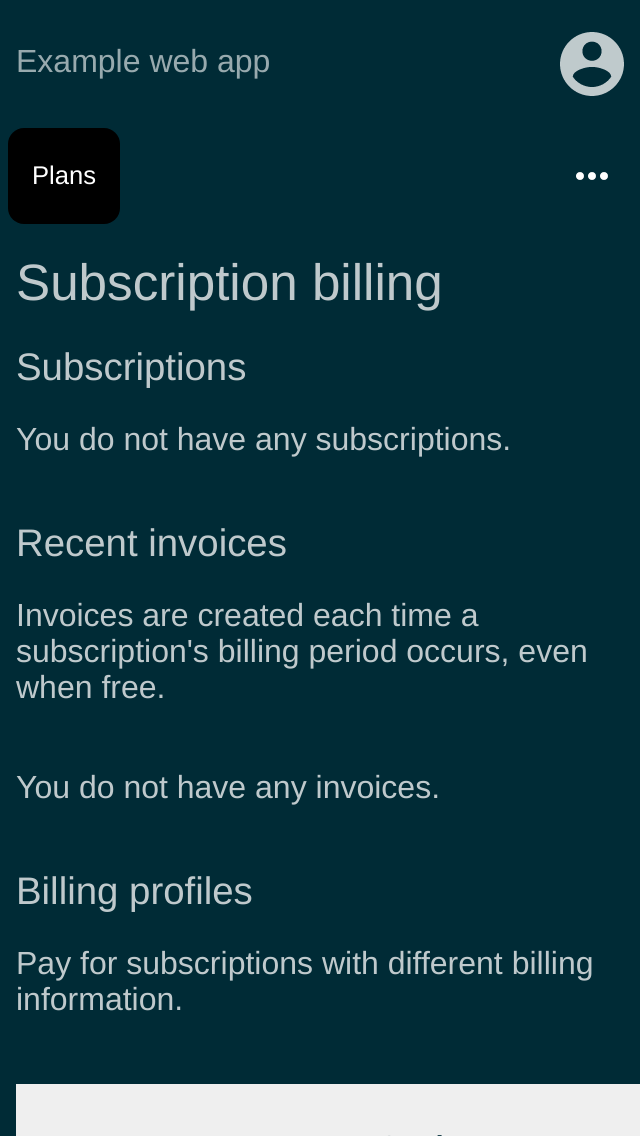 Example web app
Plans
Subscription billing
Subscriptions
You do not have any subscriptions.
Recent invoices
Invoices are created each time a
subscription's billing period occurs, even
when free.
You do not have any invoices.
Billing profiles
Pay for subscriptions with different billing
information.